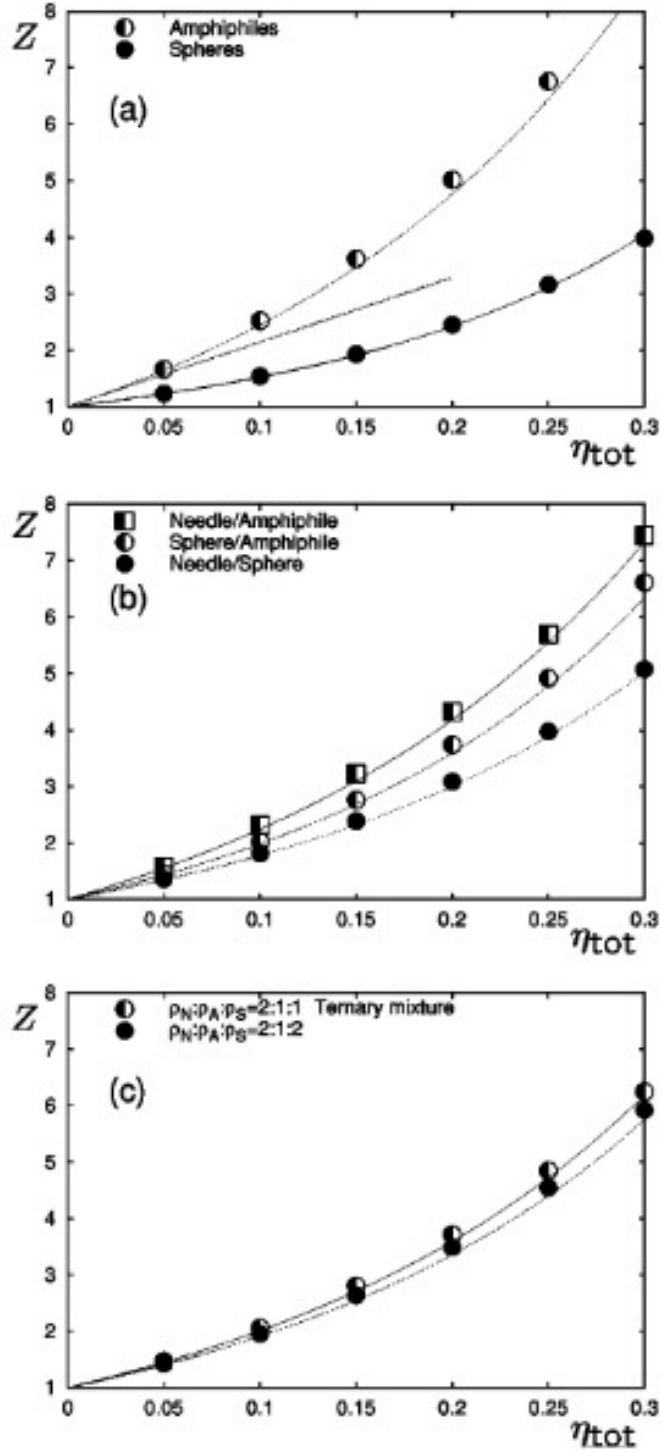 Z
8
7
6
5
4
3
2
1
Amphiphiles
Spheres
(a)
0 0.05 0.1 0.15 0.2 0.25 0.3
ηtot
Z
8
7
6
5
4
3
2
1
Needle/Amphiphile
Sphere/Amphiphile
Needle/Sphere
(b)
0 0.05 0.1 0.15 0.2 0.25 0.3
ηtot
Z
8
7
6
5
4
3
2
1
ρN:ρA:ρS=2:1:1 Ternary mixture
ρN:ρA:ρS=2:1:2
(c)
0 0.05 0.1 0.15 0.2 0.25 0.3
ηtot